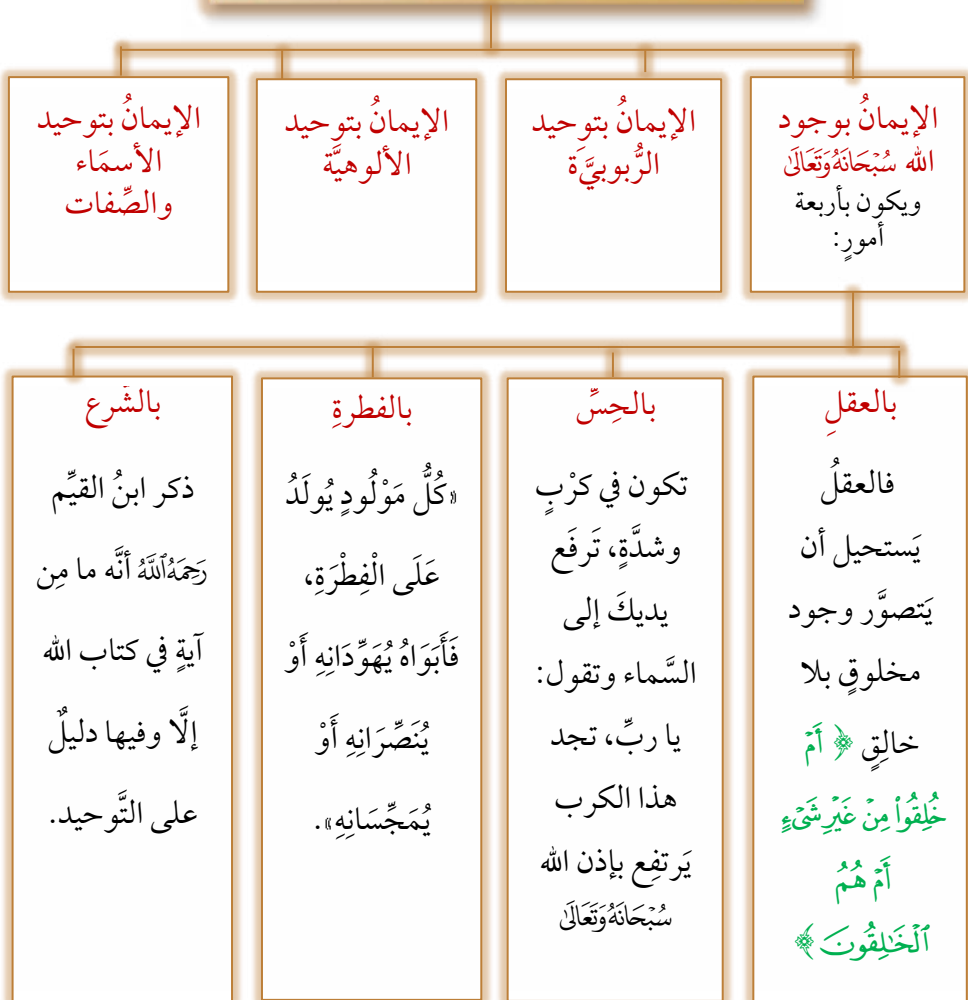 الإيمانُ بوجود
الله سُبْحَانَهُ وَتَعَالَىٰ
ويكون بأربعة
أمورٍ:
الإيمانُ بتوحيد
الرُّبوبيَّة
الإيمانُ بتوحيد
الألوهيَّة
الإيمانُ بتوحيد
الأسمَاء
والصِّفات
بالعقلِ
فالعقلُ
يَستحيل أن
يَتصوَّر وجود
مخلوقٍ بلا
خالِقٍ ﴿ أَمۡ
خُلِقُواْ مِنۡ غَيۡرِ شَيۡءٍ
أَمۡ هُمُ
ٱلۡخَٰلِقُونَ ﴾
بالحِسِّ
تكون في كرْبٍ
وشدَّةٍ، تَرفَع
يديكَ إلى
السَّماء وتقول:
يا ربِّ، تجد
هذا الكرب
يَرتفِع بإذن الله
سُبْحَانَهُ وَتَعَالَىٰ
بالفطرةِ
«كُلُّ مَوْلُودٍ يُولَدُ
عَلَى الْفِطْرَةِ،
فَأَبَوَاهُ يُهَوِّدَانِهِ أَوْ
يُنَصِّرَانِهِ أَوْ
يُمَجِّسَانِهِ».
بالشَّرع
ذكر ابنُ القيِّم
رَحِمَهُ ٱللَّهُ أنَّه ما مِن
آيةٍ في كتاب الله
إلَّا وفيها دليلٌ
على التَّوحيد.